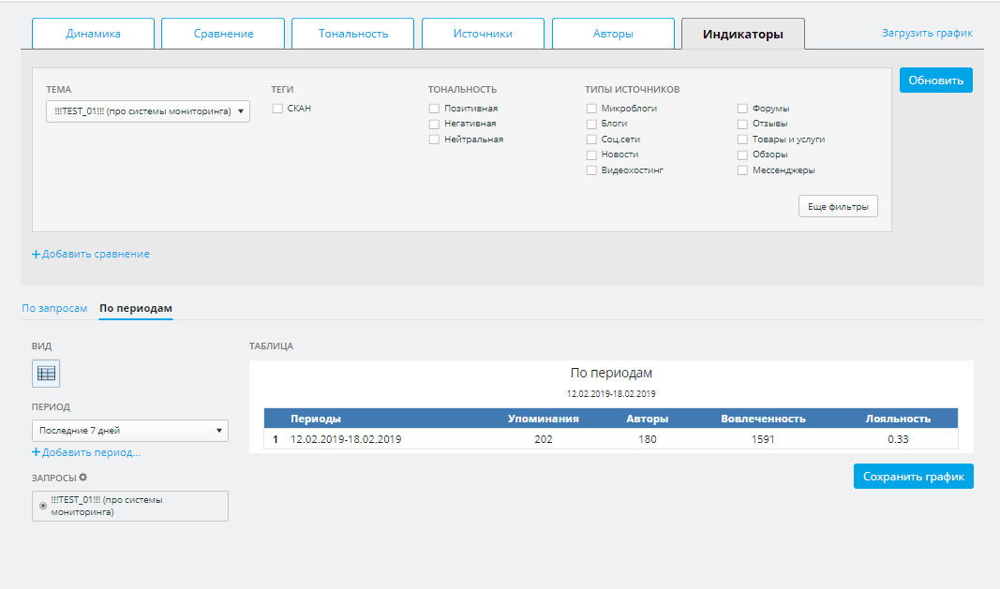 Динамика
Сравнение
Тональность
Источники
Авторы
Индикаторы
Загрузить график
Обновить
ТЕМА
!!!TEST_01!!! (про системы мониторинга)
ТЕГИ
СКАН
ТОНАЛЬНОСТЬ
Позитивная
Негативная
Нейтральная
ТИПЫ ИСТОЧНИКОВ
Микроблоги
Блоги
Соц.сети
Новости
Видеохостинг
Форумы
Отзывы
Товары и услуги
Обзоры
Мессенджеры
Еще фильтры
+Добавить сравнение
По запросам
По периодам
ВИД
ПЕРИОД
Последние 7 дней
+Добавить период...
ЗАПРОСЫ
!!!TEST_01!!! (про системы
мониторинга)
ТАБЛИЦА
По периодам
12.02.2019-18.02.2019
Периоды Упоминания Авторы Вовлеченность Лояльность
1 12.02.2019-18.02.2019 202 180 1591 0.33
Сохранить график